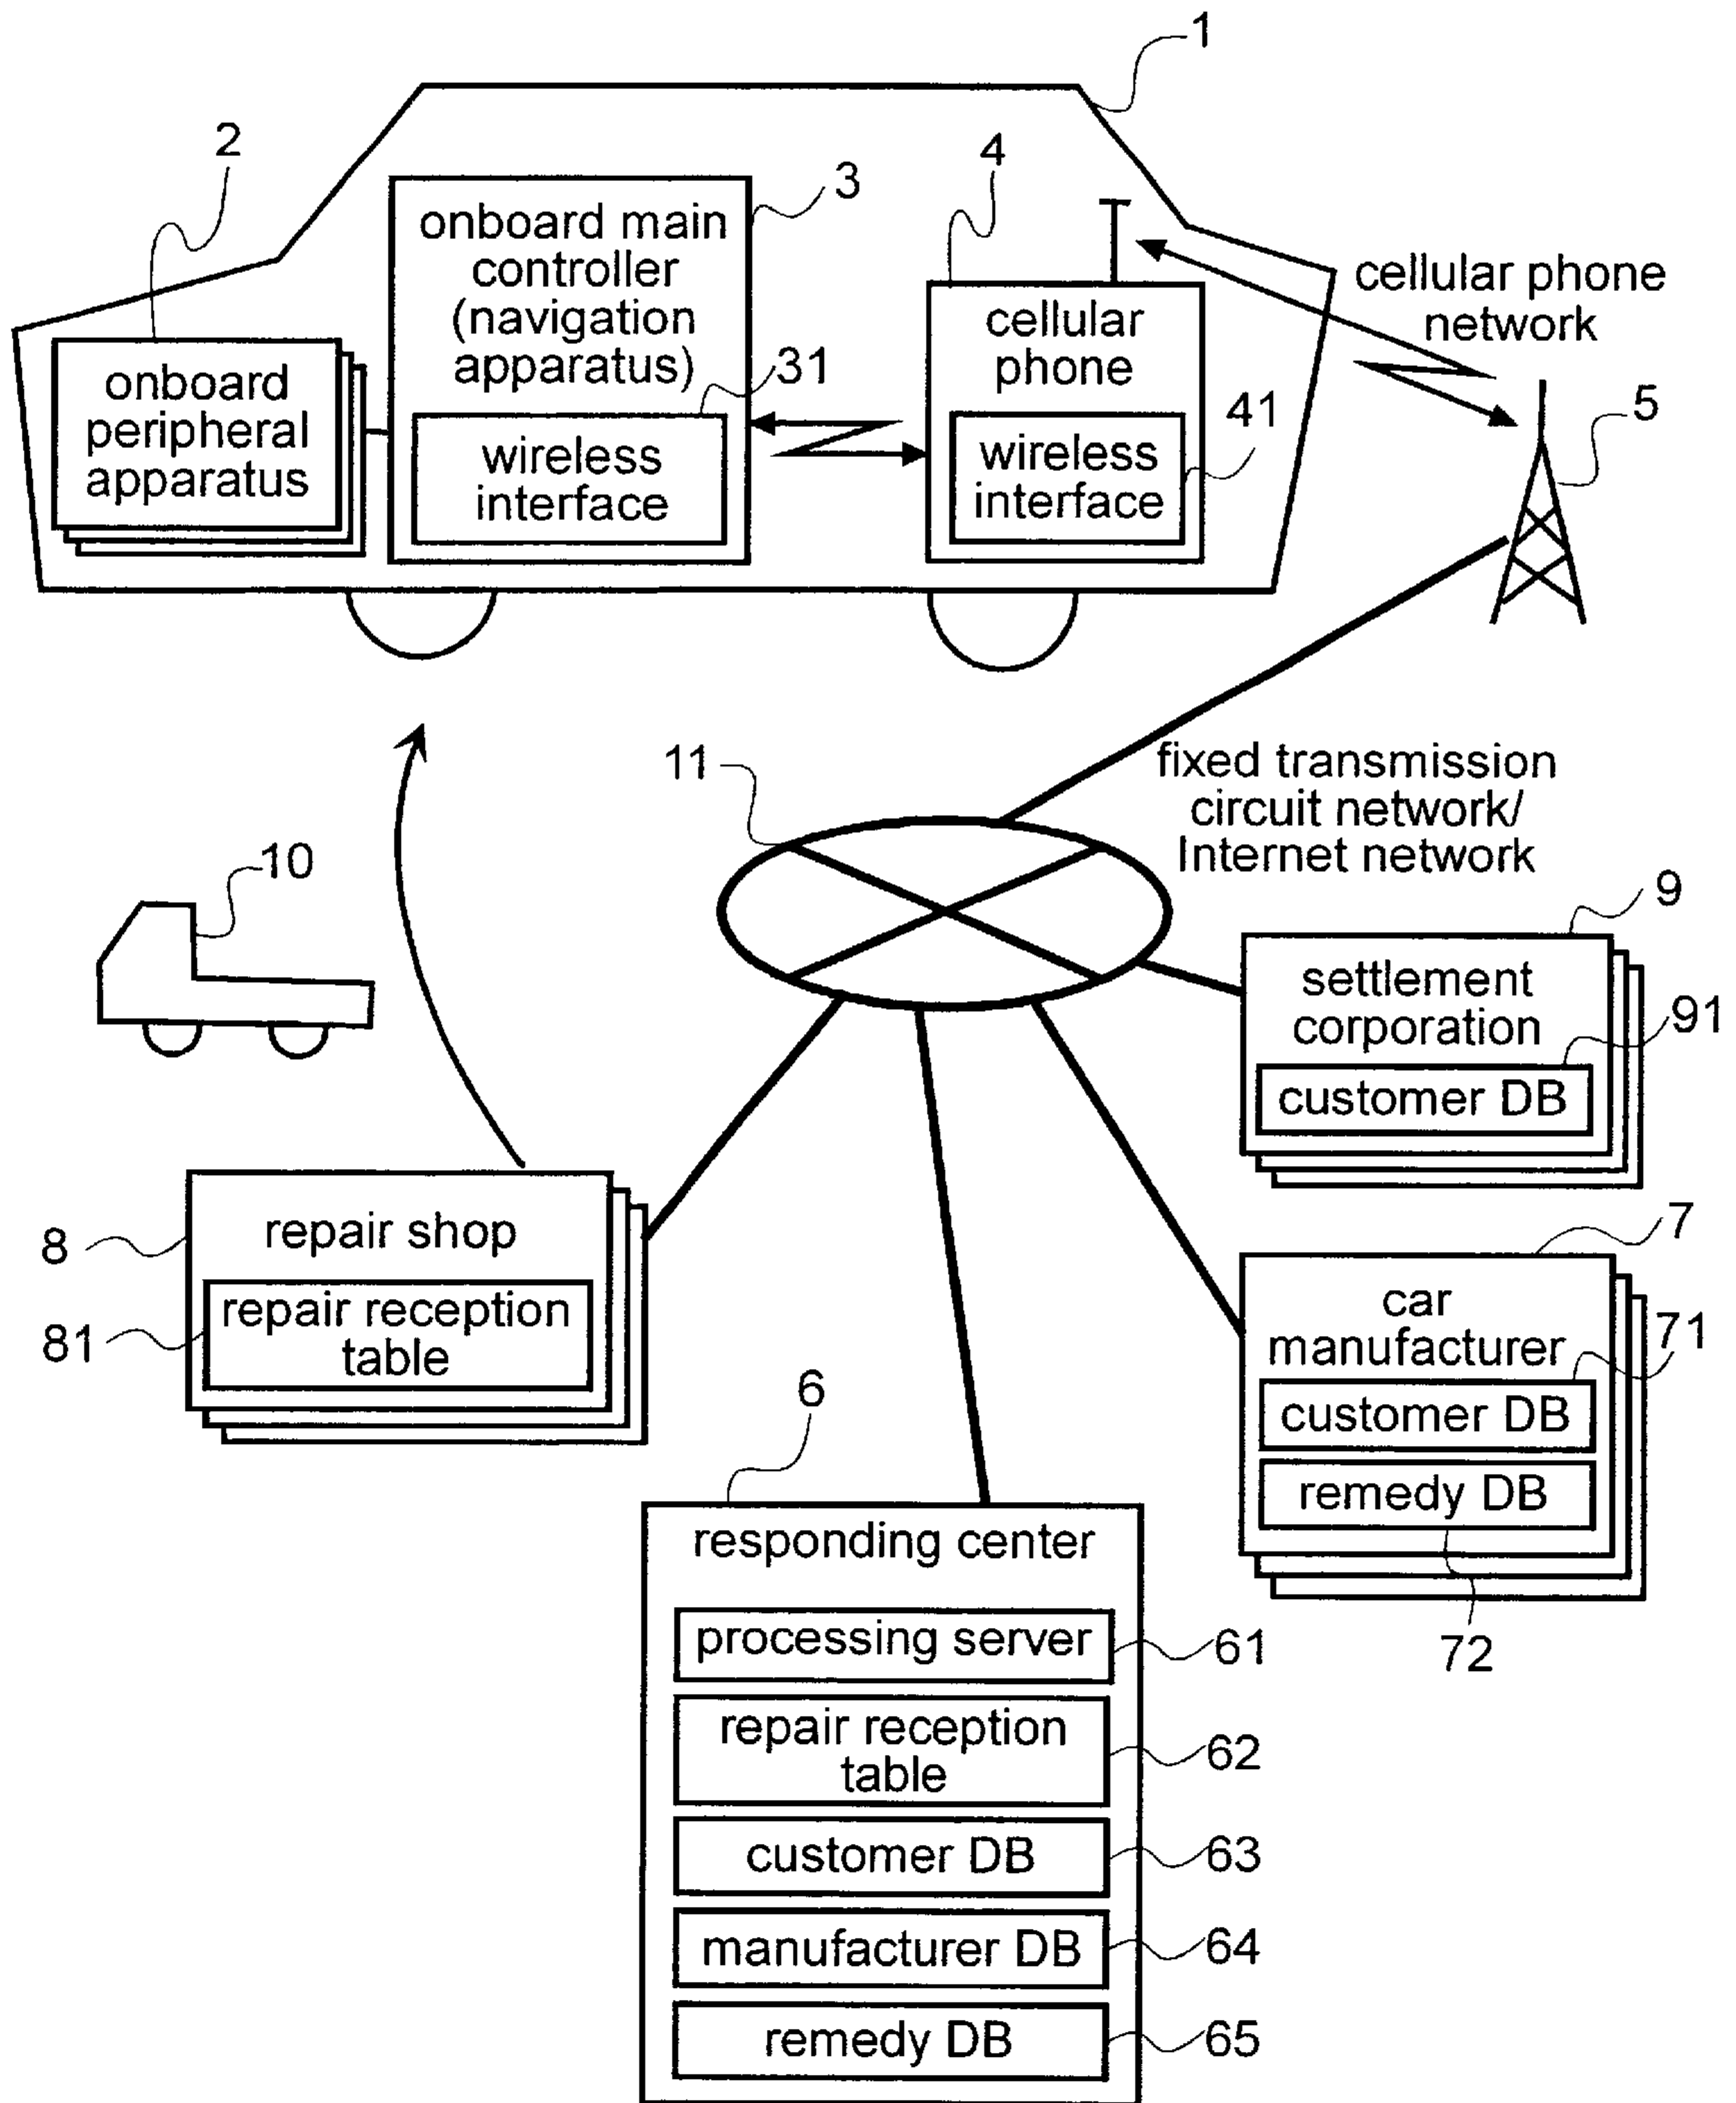 1
2
3
4
onboard main
controller
(navigation
apparatus)
31
wireless
interface
onboard
peripheral
apparatus
cellular
phone
41
wireless
interface
cellular phone
network
5
11
fixed transmission
circuit network/
Internet network
10
9
settlement
corporation
91
customer DB
8
repair shop
81
repair reception
table
7
car
manufacturer
71
customer DB
remedy DB
72
6
responding center
processing server
61
repair reception
table
62
customer DB
63
manufacturer DB
64
remedy DB
65